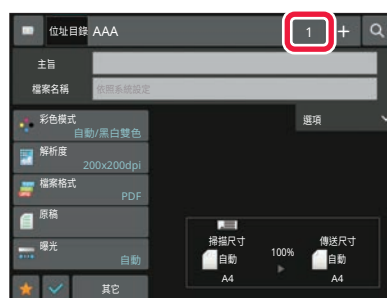 位址目錄 AAA 1 +
主旨
檔案名稱 依照系統設定
彩色模式
自動/黑白雙色
選項
解析度
200x200dpi
檔案格式
PDF
原稿
曝光
自動
掃描尺寸 傳送尺寸
自動 100% 自動
A4 A4
其它